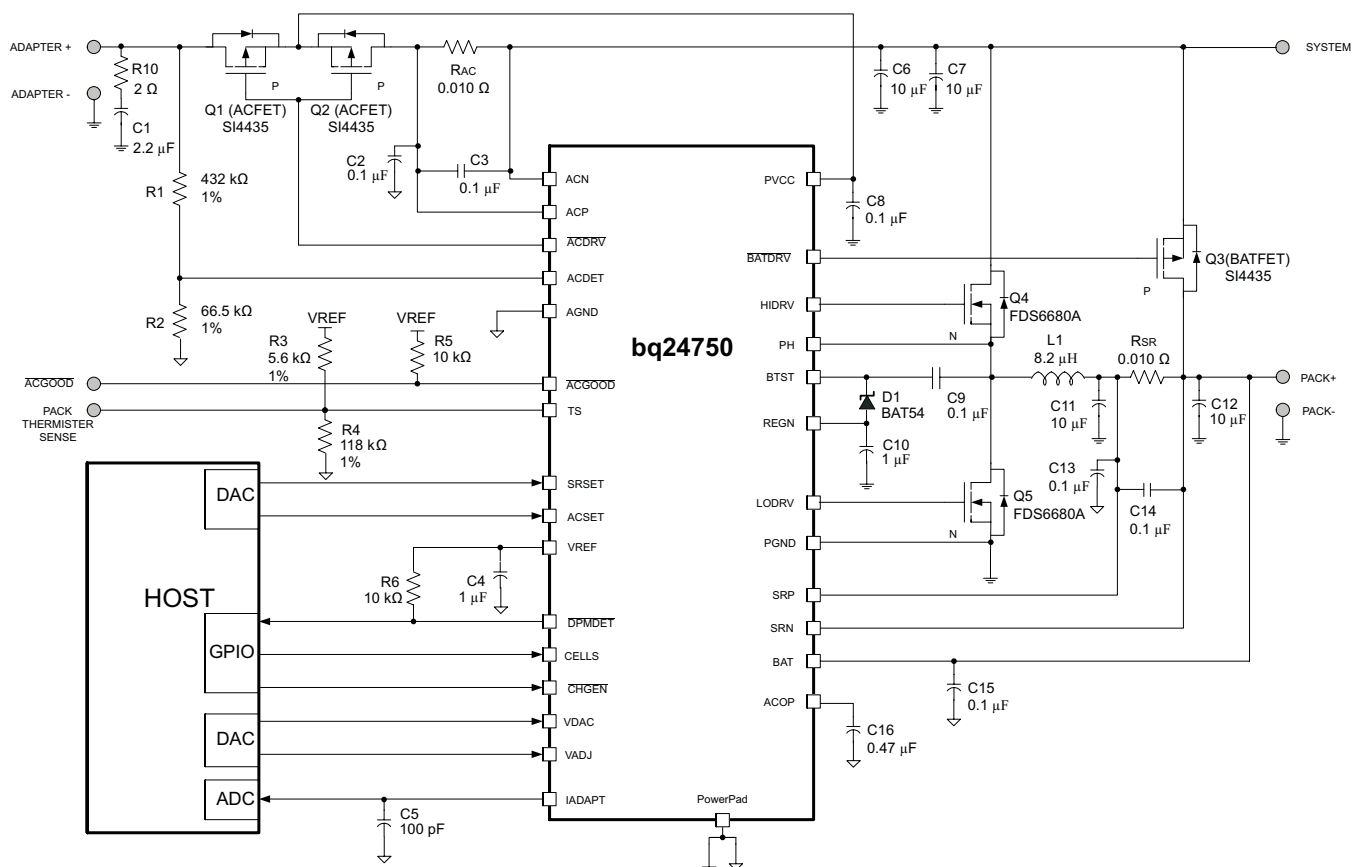 ADAPTER +
R10
2 Ω
ADAPTER -
C1
2.2 µF
P
Q1 (ACFET)
SI4435
P
Q2 (ACFET)
SI4435
RAC
0.010 Ω
C6
10 µF
C7
10 µF
SYSTEM
R1
432 kΩ
1%
C2
0.1 µF
C3
0.1 µF
R2
66.5 kΩ
1%
VREF
R3
5.6 kΩ
1%
VREF
R5
10 kΩ
ACGOOD
PACK
THERMISTER
SENSE
R4
118 kΩ
1%
ACN
ACP
ACDRV
ACDET
AGND
ACGOOD
TS
SRSET
ACSET
VREF
DPMDET
CELLS
CHGEN
VDAC
VADJ
IADAPT
bq24750
PowerPad
PVCC
BATDRV
HIDRV
PH
BTST
REGN
LODRV
PGND
SRP
SRN
BAT
ACOP
HOST
DAC
GPIO
DAC
ADC
R6
10 kΩ
C4
1 µF
C5
100 pF
C8
0.1 µF
P
Q3(BATFET)
SI4435
N
Q4
FDS6680A
L1
8.2 µH
RSR
0.010 Ω
C9
0.1 µF
D1
BAT54
C10
1 µF
C11
10 µF
C12
10 µF
PACK+
PACK-
C13
0.1 µF
C14
0.1 µF
N
Q5
FDS6680A
C15
0.1 µF
C16
0.47 µF